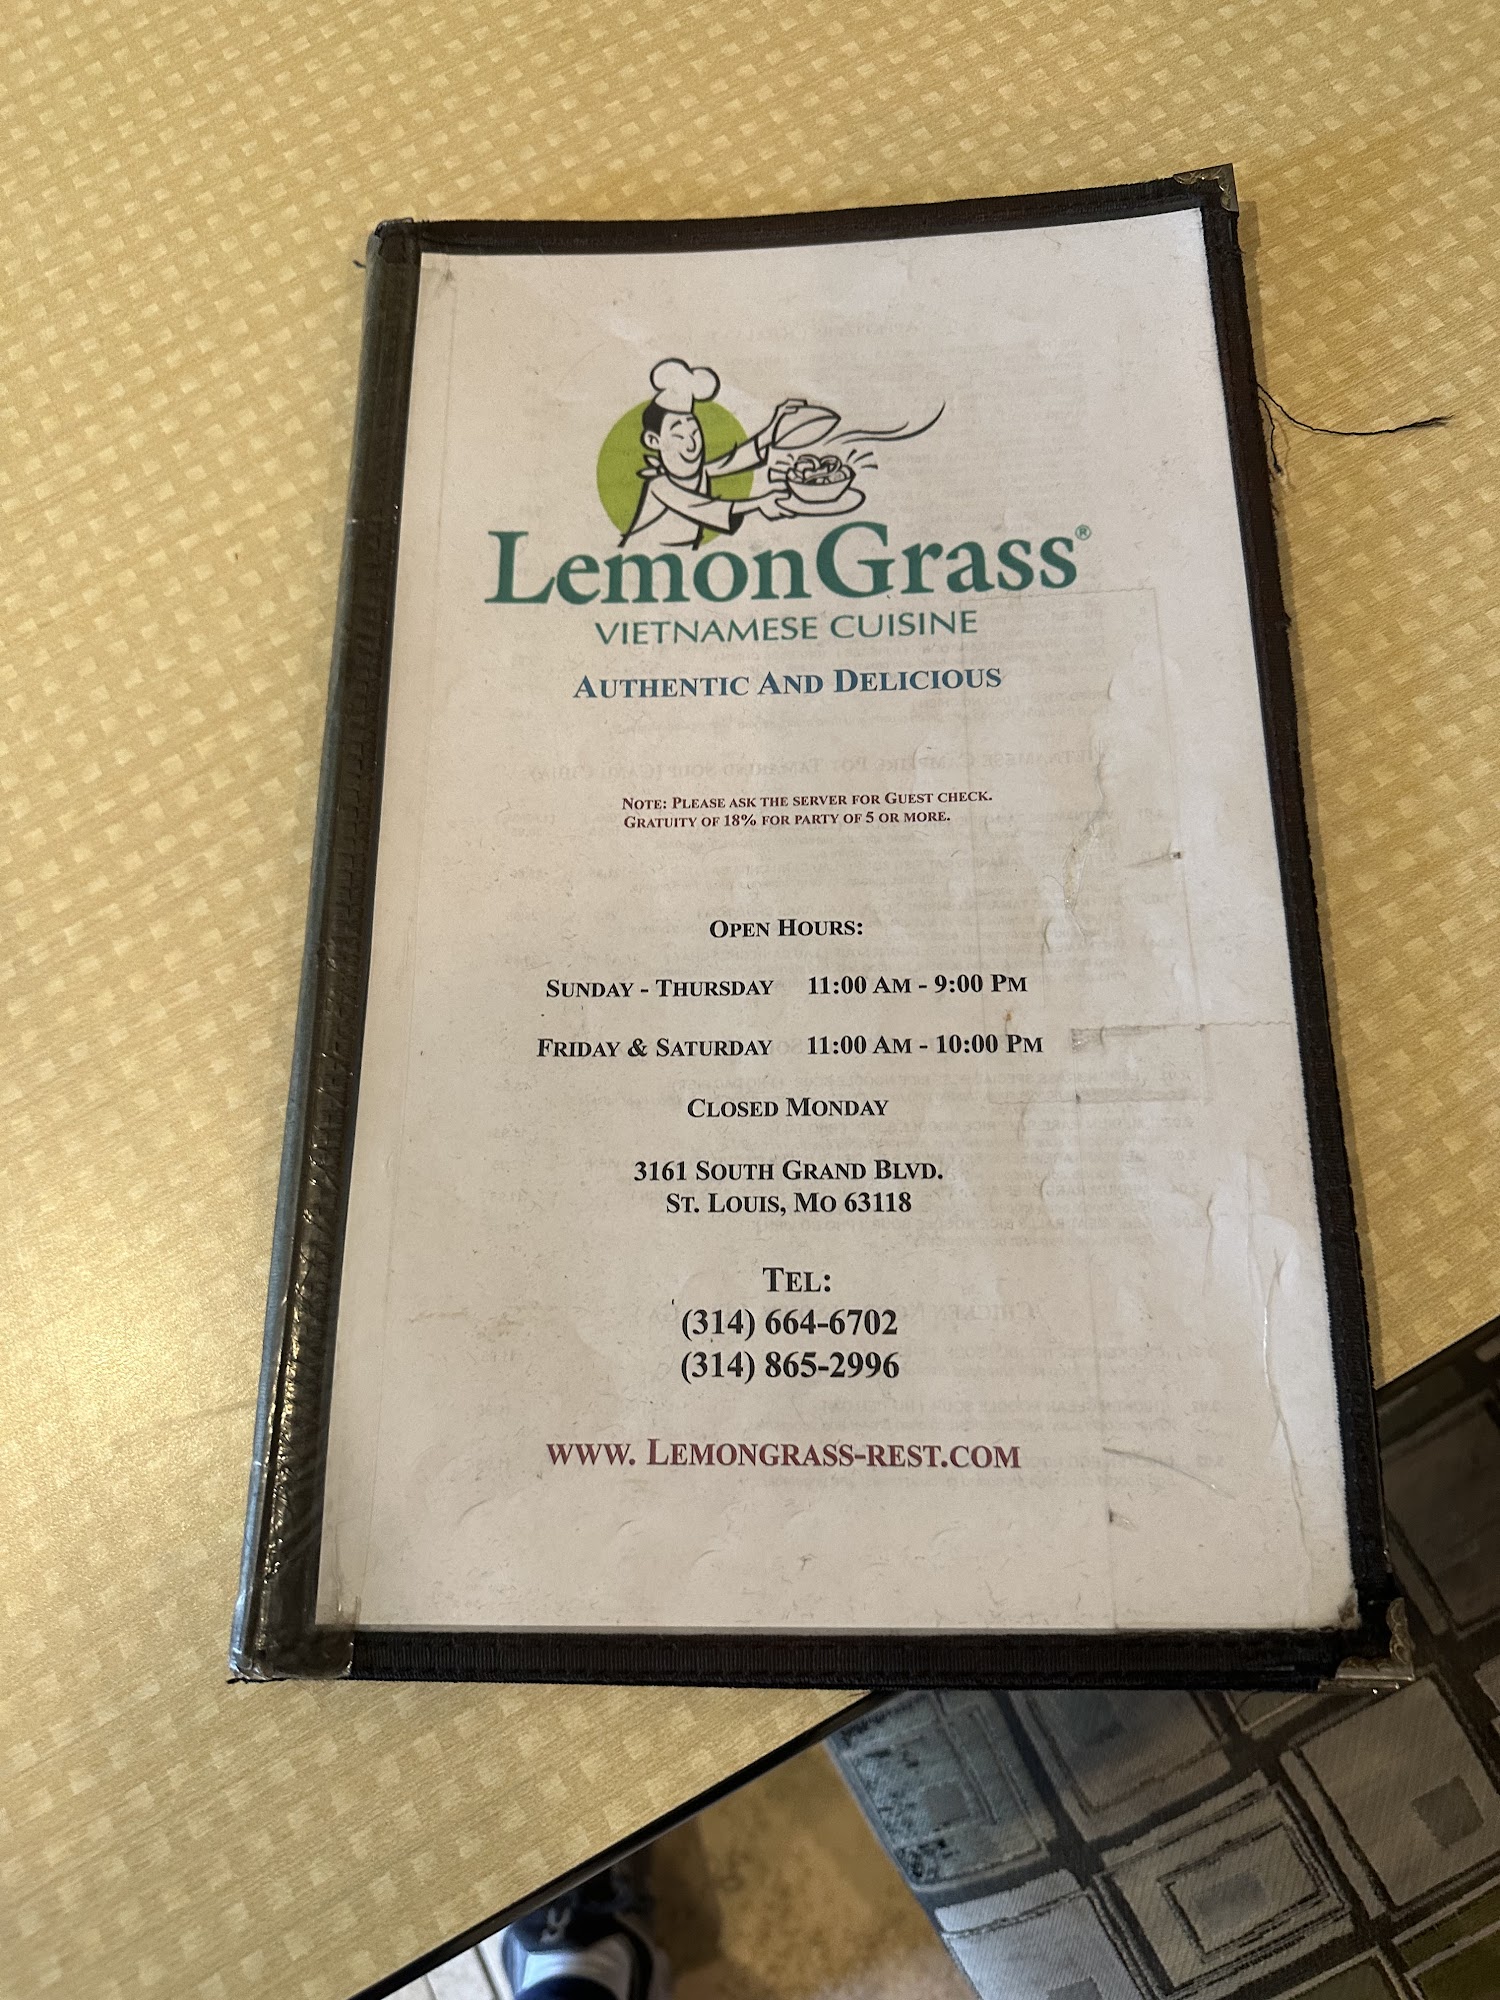 LemonGrass®
VIETNAMESE CUISINE
AUTHENTIC AND DELICIOUS
NOTE: PLEASE ASK THE SERVER FOR GUEST CHECK.
GRATUITY OF 18% FOR PARTY OF 5 OR MORE.
OPEN HOURS:
SUNDAY - THURSDAY 11:00 AM - 9:00 PM
FRIDAY & SATURDAY 11:00 AM - 10:00 PM
CLOSED MONDAY
3161 SOUTH GRAND BLVD.
ST. LOUIS, MO 63118
TEL:
(314) 664-6702
(314) 865-2996
WWW. LEMONGRASS-REST.COM